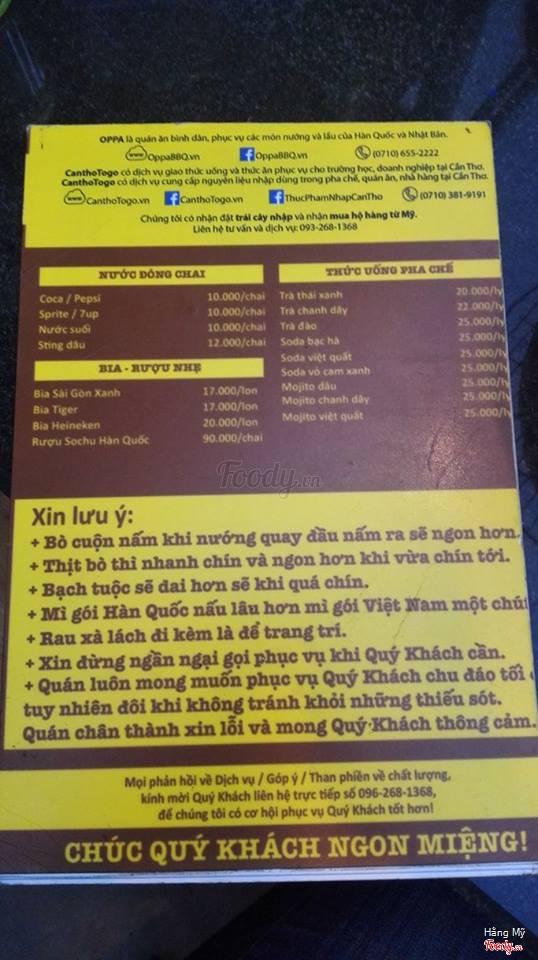 OPPA là quán ăn bình dân, phục vụ các món nướng và lẩu của Hàn Quốc và Nhật Bản.
www OppaBBQ.vn f OppaBBQ.vn (0710) 655-2222
CanthoTogo có dịch vụ giao thức uống và thức ăn phục vụ cho trường học, doanh nghiệp tại Cần Thơ.
CanthoTogo có dịch vụ cung cấp nguyên liệu nhập dùng trong pha chế, quán ăn, nhà hàng tại Cần Thơ.
www CanthoTogo.vn f CanthoTogo.vn f ThucPhamNhapCanTho (0710) 381-9191
Chúng tôi có nhận đặt trái cây nhập và nhận mua hộ hàng từ Mỹ.
Liên hệ tư vấn và dịch vụ: 093-268-1368
NƯỚC ĐÓNG CHAI
Coca / Pepsi 10.000/chai
Sprite / 7up 10.000/chai
Nước suối 10.000/chai
Sting dâu 12.000/chai
BIA - RƯỢU NHẸ
Bia Sài Gòn Xanh 17.000/lon
Bia Tiger 17.000/lon
Bia Heineken 20.000/lon
Rượu Sochu Hàn Quốc 90.000/chai
THỨC UỐNG PHA CHẾ
Trà thái xanh 20.000/ly
Trà chanh dây 22.000/ly
Trà đào 25.000/ly
Soda bạc hà 25.000/ly
Soda việt quất 25.000/ly
Soda vỏ cam xanh 25.000/ly
Mojito dâu 25.000/ly
Mojito chanh dây 25.000/ly
Mojito việt quất 25.000/ly
Foody.vn
Xin lưu ý:
+ Bò cuộn nấm khi nướng quay đầu nấm ra sẽ ngon hơn.
+ Thịt bò thì nhanh chín và ngon hơn khi vừa chín tới.
+ Bạch tuộc sẽ dai hơn sẽ khi quá chín.
+ Mì gói Hàn Quốc nấu lâu hơn mì gói Việt Nam một chút
+ Rau xà lách đi kèm là để trang trí.
+ Xin đừng ngần ngại gọi phục vụ khi Quý Khách cần.
+ Quán luôn mong muốn phục vụ Quý Khách chu đáo tối
tuy nhiên đôi khi không tránh khỏi những thiếu sót.
Quán chân thành xin lỗi và mong Quý Khách thông cảm.
Mọi phản hồi về Dịch vụ / Góp ý / Than phiền về chất lượng,
kính mời Quý Khách liên hệ trực tiếp số 096-268-1368,
để chúng tôi có cơ hội phục vụ Quý Khách tốt hơn!
CHÚC QUÝ KHÁCH NGON MIỆNG!
Hằng Mỹ
Foody.vn